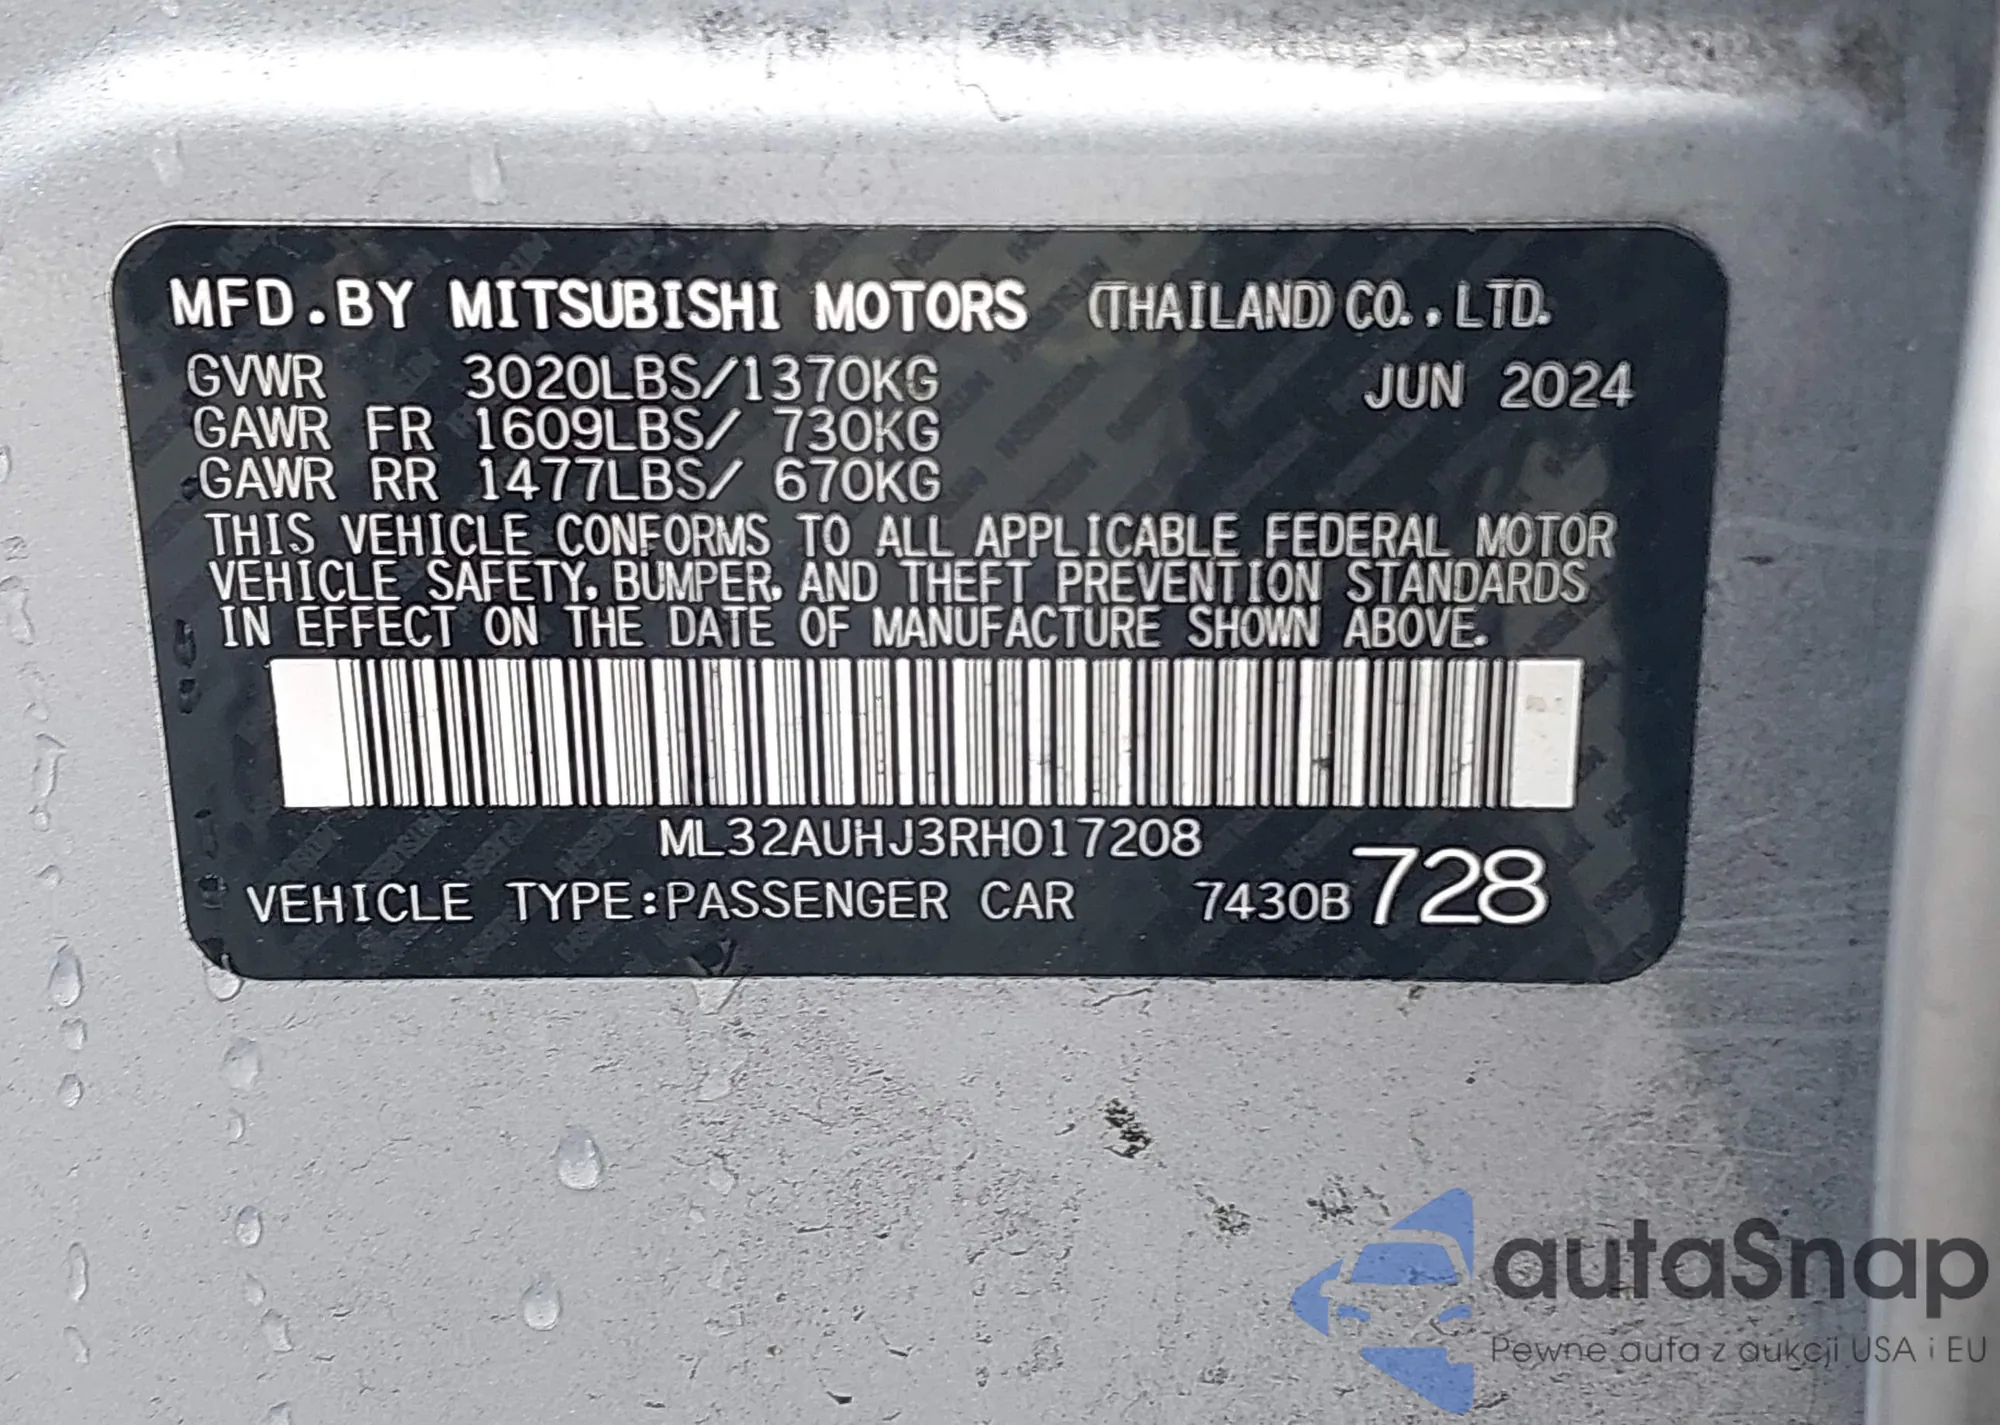 MFD.BY MITSUBISHI MOTORS (THAILAND)CO.,LTD.
GVWR 3020LBS/1370KG JUN 2024
GAWR FR 1609LBS/ 730KG
GAWR RR 1477LBS/ 670KG
THIS VEHICLE CONFORMS TO ALL APPLICABLE FEDERAL MOTOR
VEHICLE SAFETY, BUMPER, AND THEFT PREVENTION STANDARDS
IN EFFECT ON THE DATE OF MANUFACTURE SHOWN ABOVE.
ML32AUHJ3RH017208
VEHICLE TYPE:PASSENGER CAR 7430B 728
autaSnap
Pewne auta z aukcji USA i EU